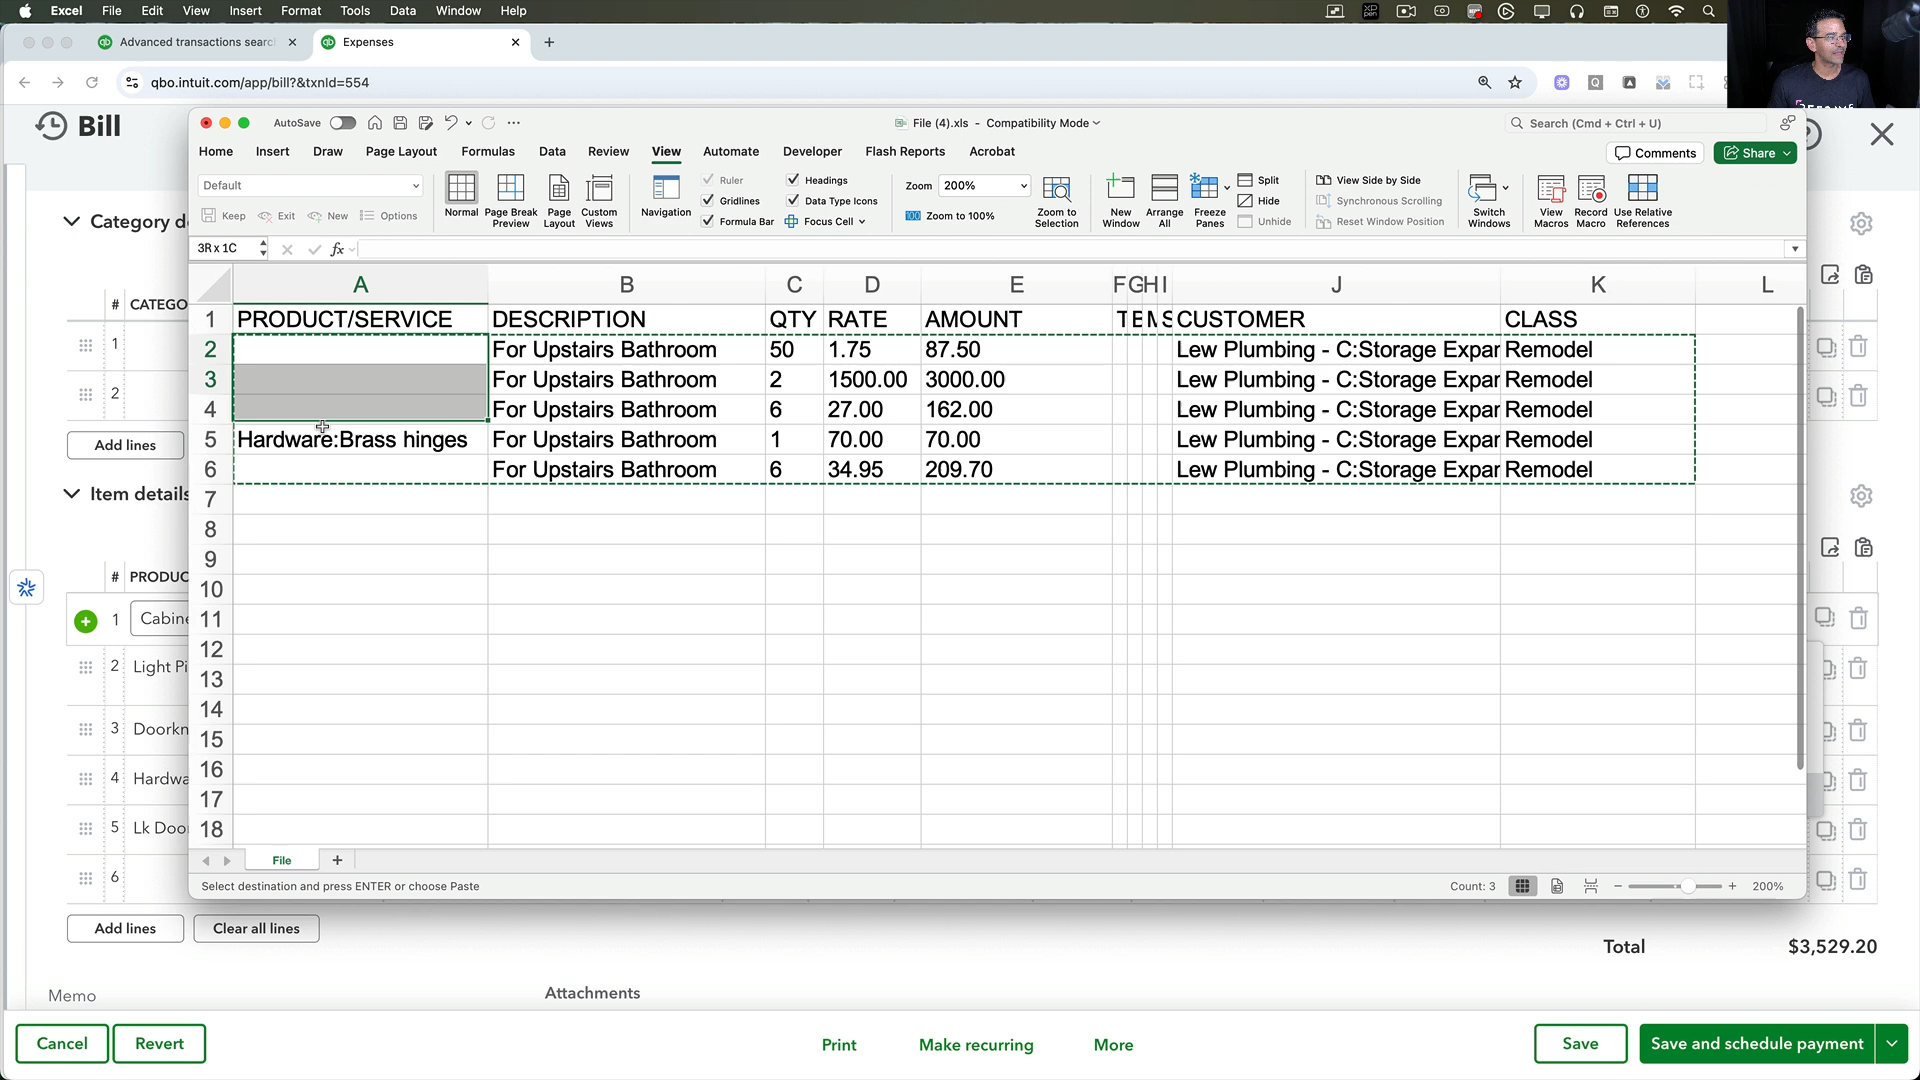 Excel File Edit View Insert Format Tools Data Window Help
Advanced transactions searc
Expenses
qbo.intuit.com/app/bill?&txnId=554
Bill
AutoSave
File (4).xls - Compatibility Mode
Search (Cmd + Ctrl + U)
Home Insert Draw Page Layout Formulas Data Review View Automate Developer Flash Reports Acrobat
Comments Share
Default
Keep Exit New Options
Normal Page Break Preview Page Layout Custom Views
Navigation
Ruler Headings
Gridlines Data Type Icons
Formula Bar Focus Cell
Zoom 200%
100 Zoom to 100%
Zoom to Selection
New Window Arrange All Freeze Panes
Split
Hide
Unhide
View Side by Side
Synchronous Scrolling
Reset Window Position
Switch Windows
View Macros Record Macro Use Relative References
3R x 1C fx
A B C D E F G H I J K L
1 PRODUCT/SERVICE DESCRIPTION QTY RATE AMOUNT CUSTOMER CLASS
2 For Upstairs Bathroom 50 1.75 87.50 Lew Plumbing - C:Storage Expar Remodel
3 For Upstairs Bathroom 2 1500.00 3000.00 Lew Plumbing - C:Storage Expar Remodel
4 For Upstairs Bathroom 6 27.00 162.00 Lew Plumbing - C:Storage Expar Remodel
5 Hardware:Brass hinges For Upstairs Bathroom 1 70.00 70.00 Lew Plumbing - C:Storage Expar Remodel
6 For Upstairs Bathroom 6 34.95 209.70 Lew Plumbing - C:Storage Expar Remodel
7
8
9
10
11
12
13
14
15
16
17
18
File
Select destination and press ENTER or choose Paste
Count: 3
200%
Category d
# CATEGO
1
2
Add lines
Item details
# PRODUC
1 Cabine
2 Light Pi
3 Doorkn
4 Hardwa
5 Lk Doo
6
Add lines Clear all lines
Total $3,529.20
Memo
Attachments
Cancel Revert Print Make recurring More Save Save and schedule payment